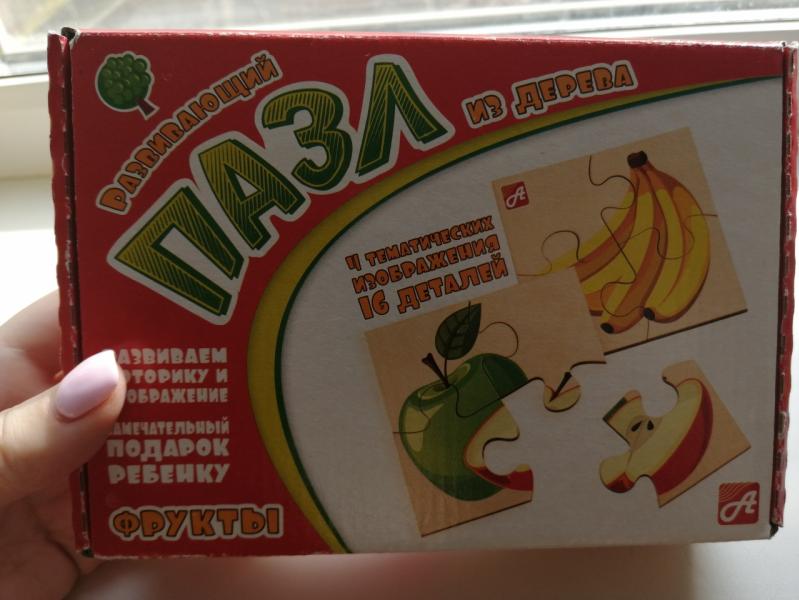 Развивающий
ПАЗЛ
из дерева
4 тематических
изображения
16 деталей
А
РАЗВИВАЕМ
МОТОРИКУ И
ВООБРАЖЕНИЕ
ЗАМЕЧАТЕЛЬНЫЙ
ПОДАРОК
РЕБЕНКУ
ФРУКТЫ
А